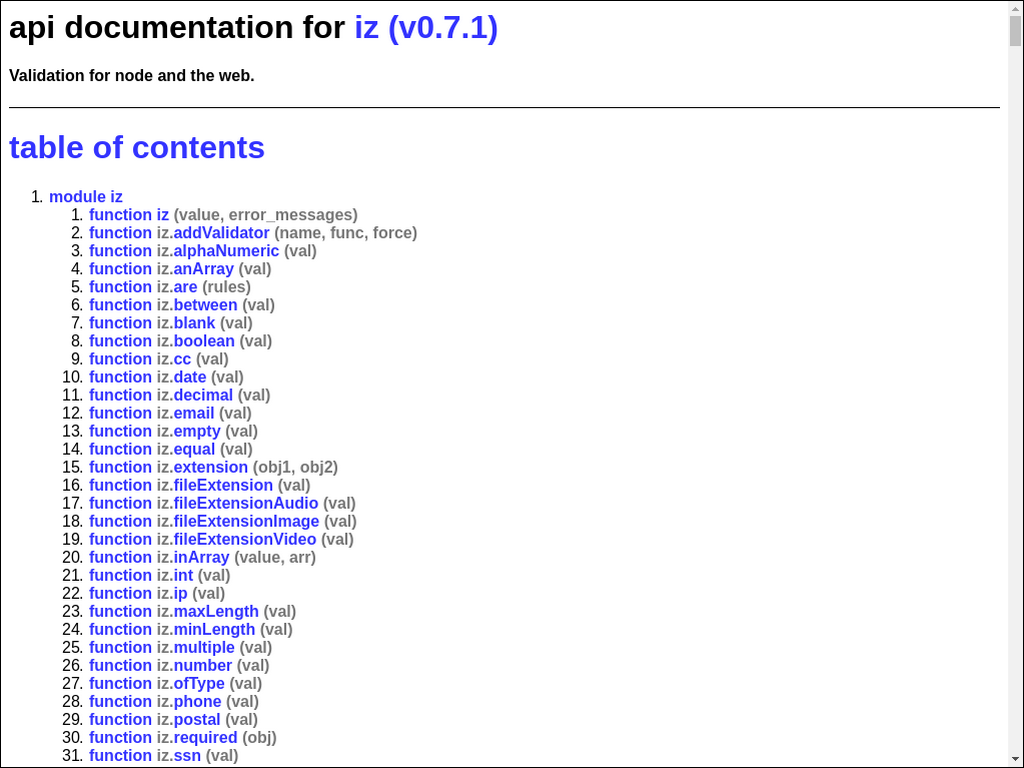 api documentation for iz (v0.7.1)
Validation for node and the web.
table of contents
1. module iz
1. function iz (value, error_messages)
2. function iz.addValidator (name, func, force)
3. function iz.alphaNumeric (val)
4. function iz.anArray (val)
5. function iz.are (rules)
6. function iz.between (val)
7. function iz.blank (val)
8. function iz.boolean (val)
9. function iz.cc (val)
10. function iz.date (val)
11. function iz.decimal (val)
12. function iz.email (val)
13. function iz.empty (val)
14. function iz.equal (val)
15. function iz.extension (obj1, obj2)
16. function iz.fileExtension (val)
17. function iz.fileExtensionAudio (val)
18. function iz.fileExtensionImage (val)
19. function iz.fileExtensionVideo (val)
20. function iz.inArray (value, arr)
21. function iz.int (val)
22. function iz.ip (val)
23. function iz.maxLength (val)
24. function iz.minLength (val)
25. function iz.multiple (val)
26. function iz.number (val)
27. function iz.ofType (val)
28. function iz.phone (val)
29. function iz.postal (val)
30. function iz.required (obj)
31. function iz.ssn (val)